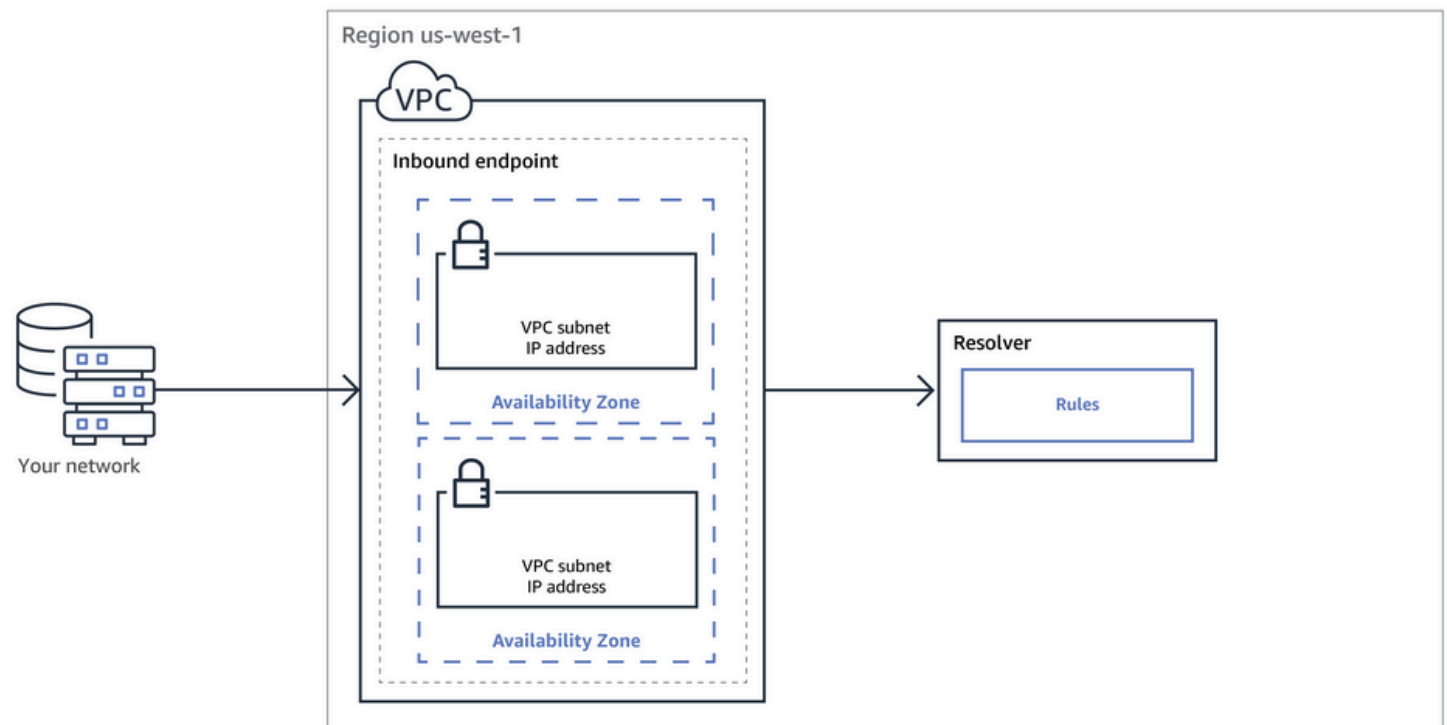 Region us-west-1
VPC
Inbound endpoint
VPC subnet
IP address
Availability Zone
VPC subnet
IP address
Availability Zone
Your network
Resolver
Rules